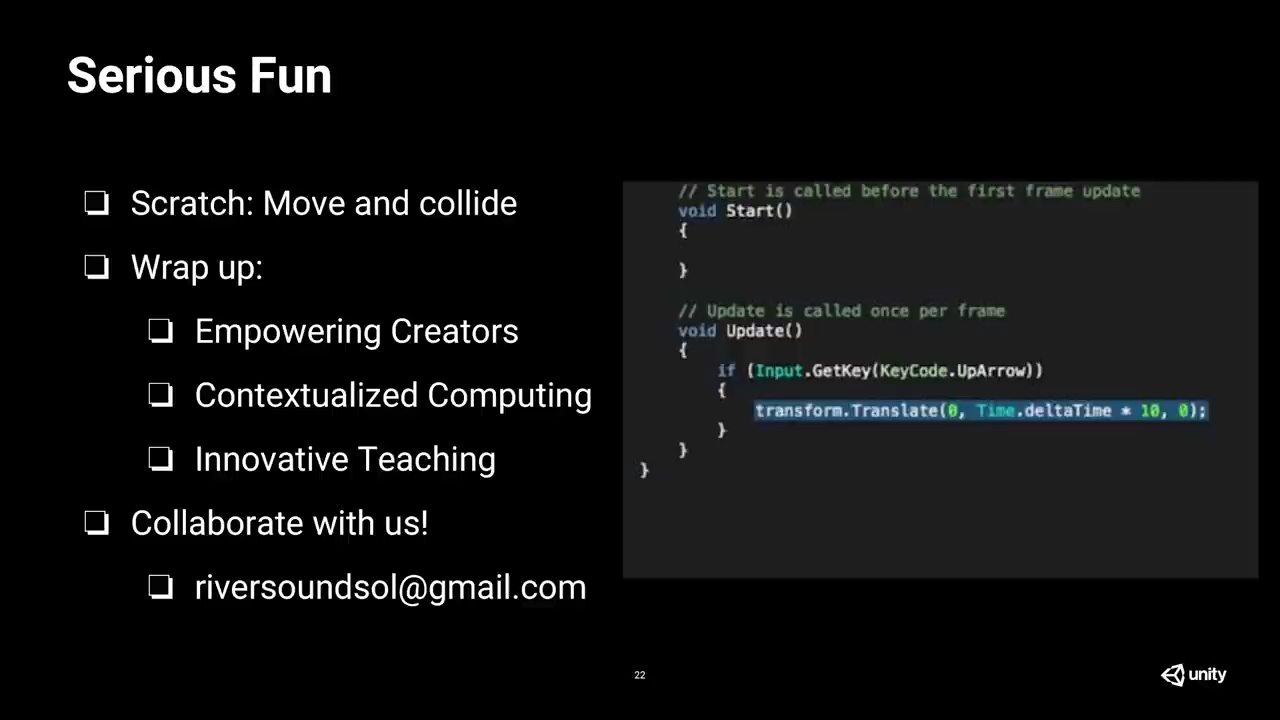 Serious Fun
❏ Scratch: Move and collide
❏ Wrap up:
❏ Empowering Creators
❏ Contextualized Computing
❏ Innovative Teaching
❏ Collaborate with us!
❏ riversoundsol@gmail.com
// Start is called before the first frame update
void Start()
{
}
// Update is called once per frame
void Update()
{
if (Input.GetKey(KeyCode.UpArrow))
{
transform.Translate(0, Time.deltaTime * 10, 0);
}
}
}
22
unity